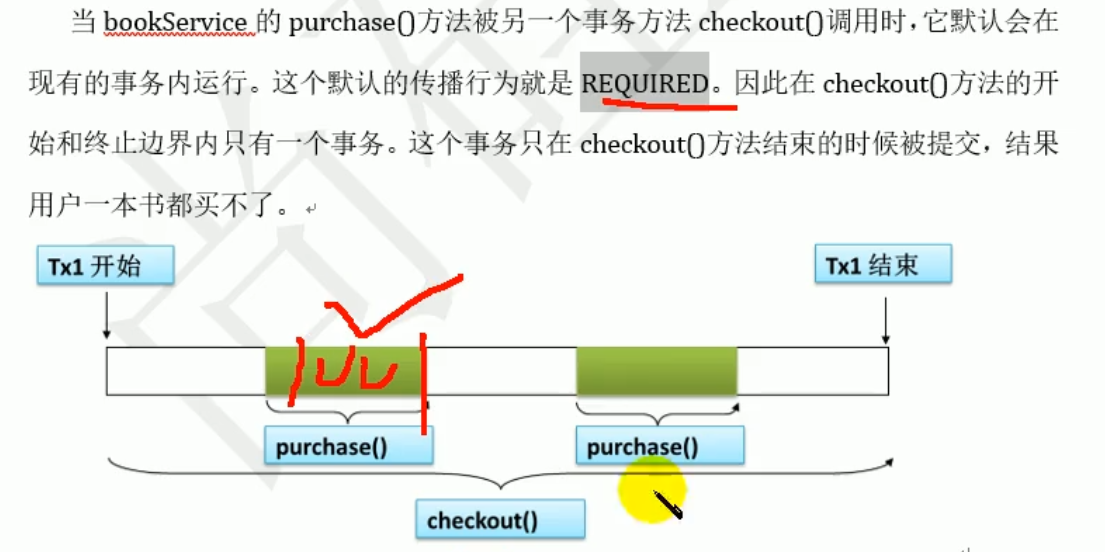 当 bookService 的 purchase()方法被另一个事务方法 checkout()调用时，它默认会在
现有的事务内运行。这个默认的传播行为就是 REQUIRED。因此在 checkout()方法的开
始和终止边界内只有一个事务。这个事务只在 checkout()方法结束的时候被提交，结果
用户一本书都买不了。
Tx1 开始
Tx1 结束
purchase()
purchase()
checkout()